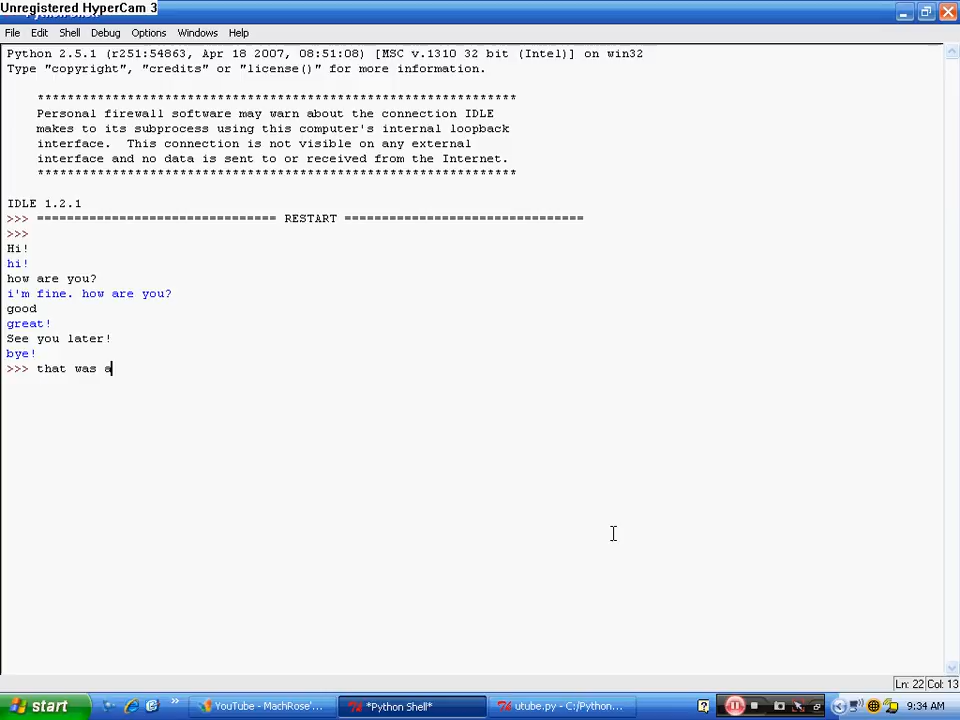 Unregistered HyperCam 3
File Edit Shell Debug Options Windows Help
Python 2.5.1 (r251:54863, Apr 18 2007, 08:51:08) [MSC v.1310 32 bit (Intel)] on win32
Type "copyright", "credits" or "license()" for more information.
****************************************************************
Personal firewall software may warn about the connection IDLE
makes to its subprocess using this computer's internal loopback
interface.  This connection is not visible on any external
interface and no data is sent to or received from the Internet.
****************************************************************
IDLE 1.2.1
>>> ================================ RESTART ================================
>>>
Hi!
hi!
how are you?
i'm fine. how are you?
good
great!
See you later!
bye!
>>> that was a
Ln: 22 Col: 13
start YouTube - MachRose'... *Python Shell* utube.py - C:/Python... 9:34 AM